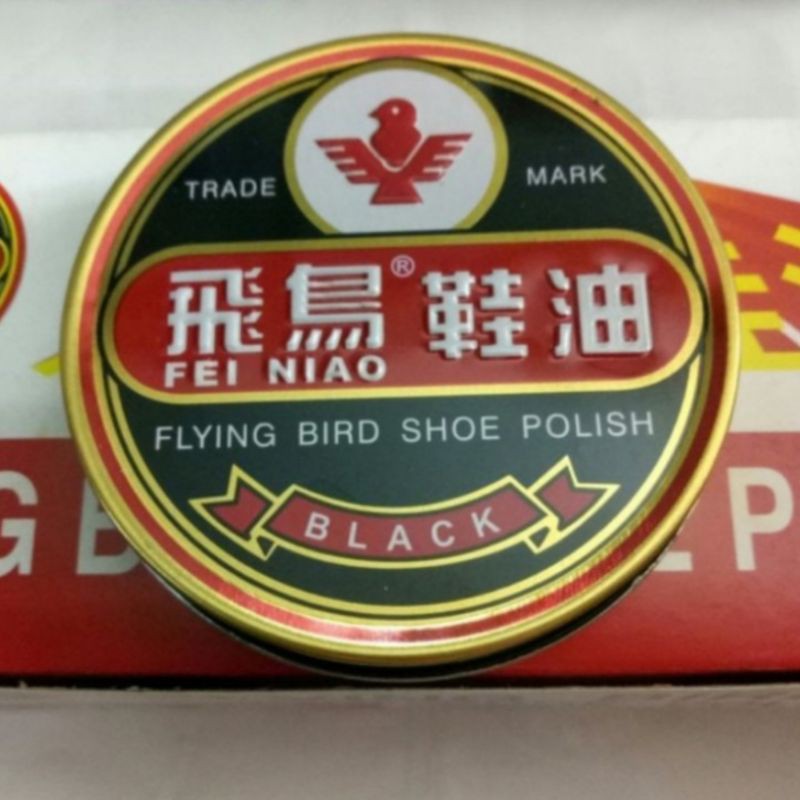 TRADE MARK
飛鳥® 鞋油
FEI NIAO
FLYING BIRD SHOE POLISH
BLACK